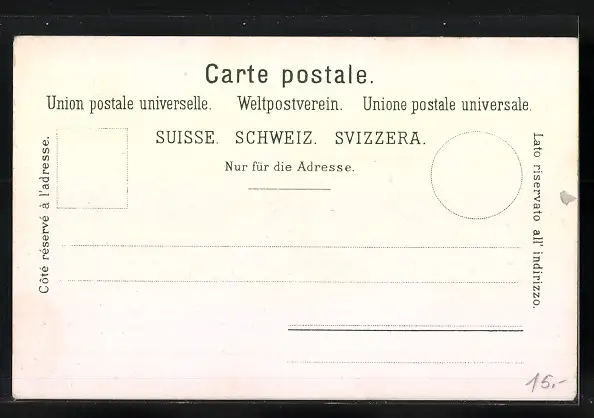 Carte postale.
Union postale universelle. Weltpostverein. Unione postale universale.
SUISSE. SCHWEIZ. SVIZZERA.
Nur für die Adresse.
Côté réservé à l'adresse.
Lato riservato all' indirizzo.
15.-